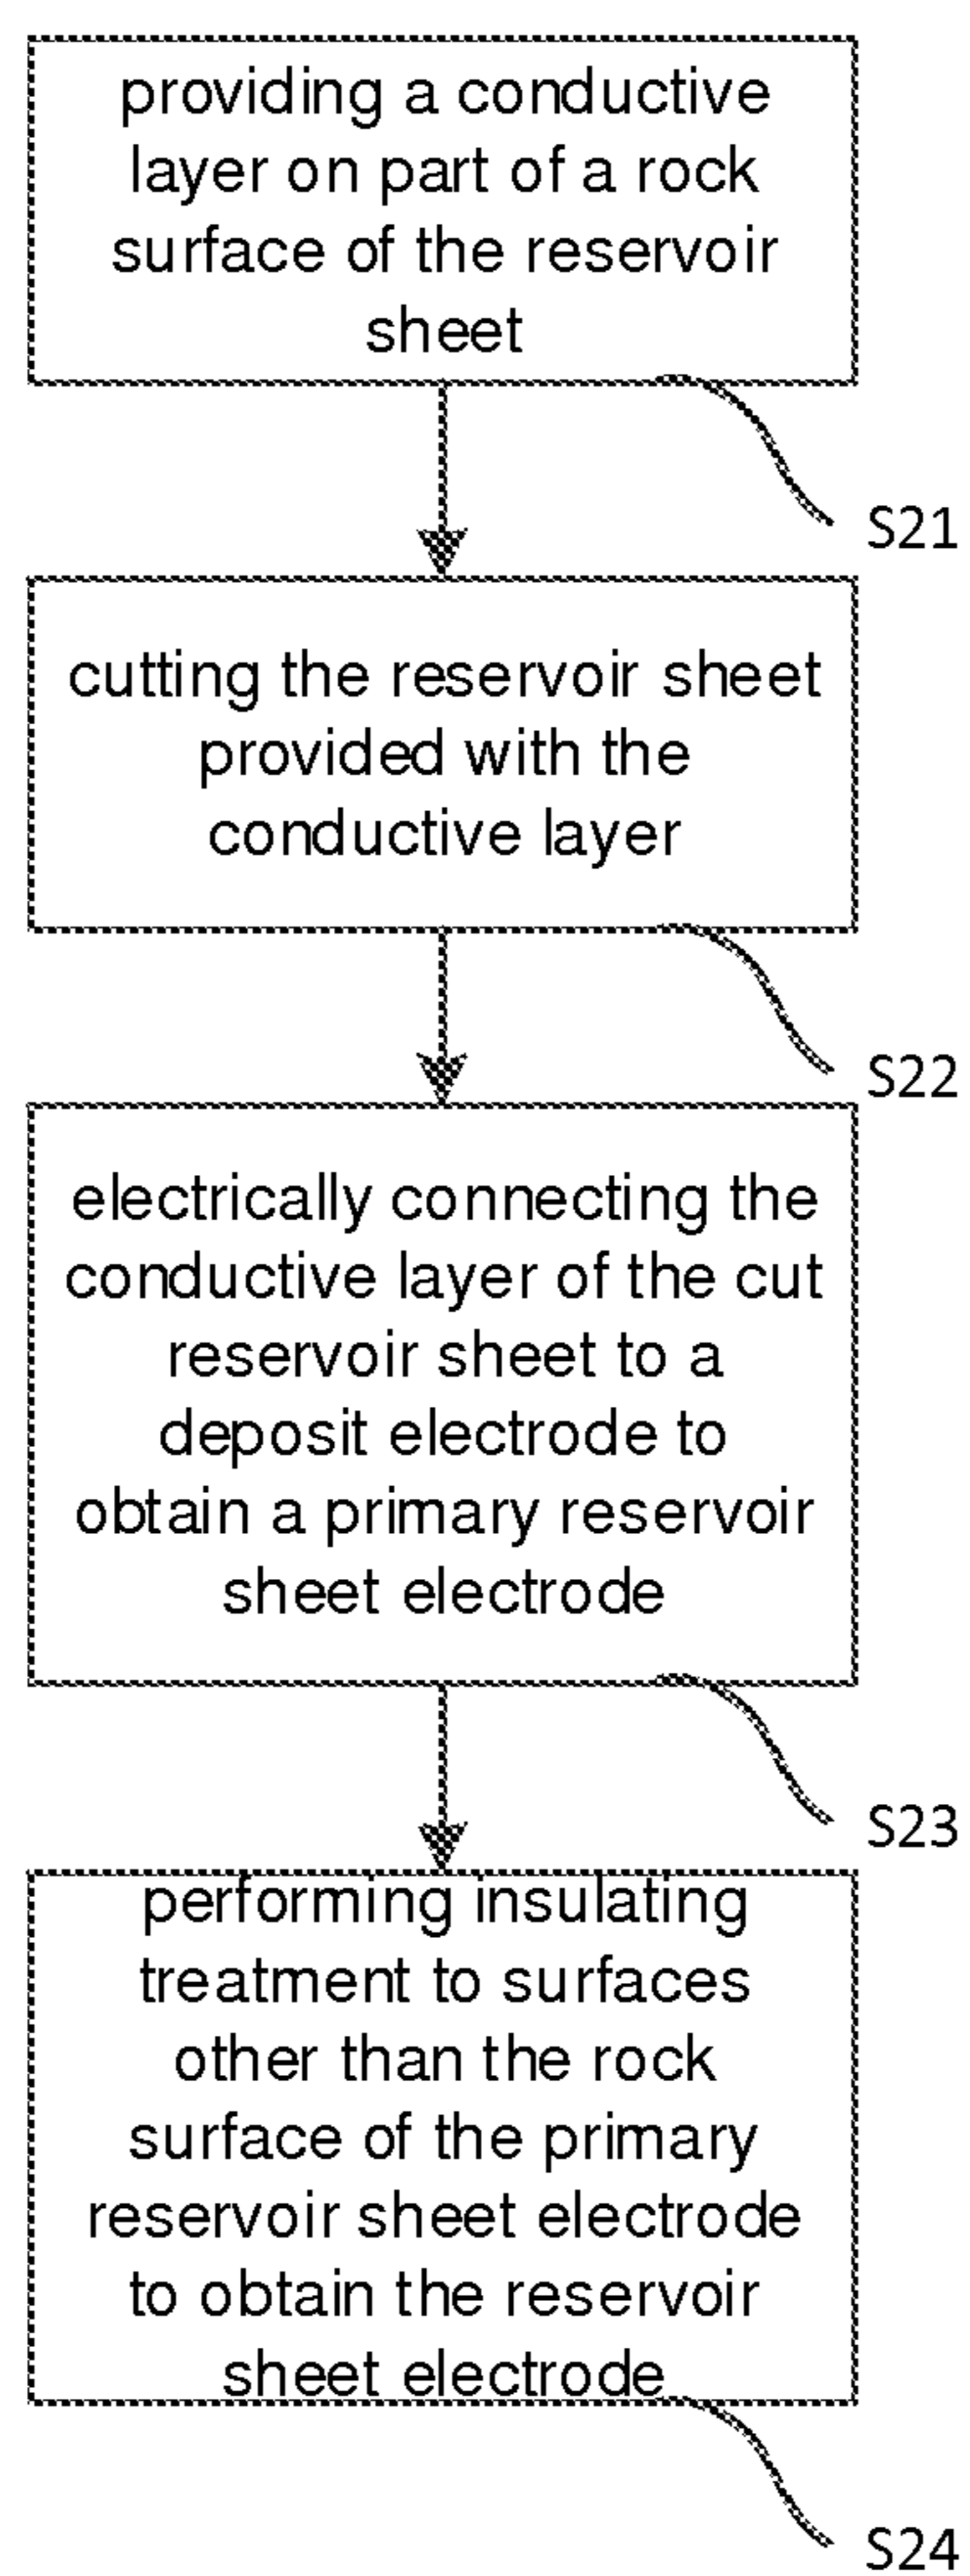 providing a conductive
layer on part of a rock
surface of the reservoir
sheet
S21
cutting the reservoir sheet
provided with the
conductive layer
S22
electrically connecting the
conductive layer of the cut
reservoir sheet to a
deposit electrode to
obtain a primary reservoir
sheet electrode
S23
performing insulating
treatment to surfaces
other than the rock
surface of the primary
reservoir sheet electrode
to obtain the reservoir
sheet electrode
S24